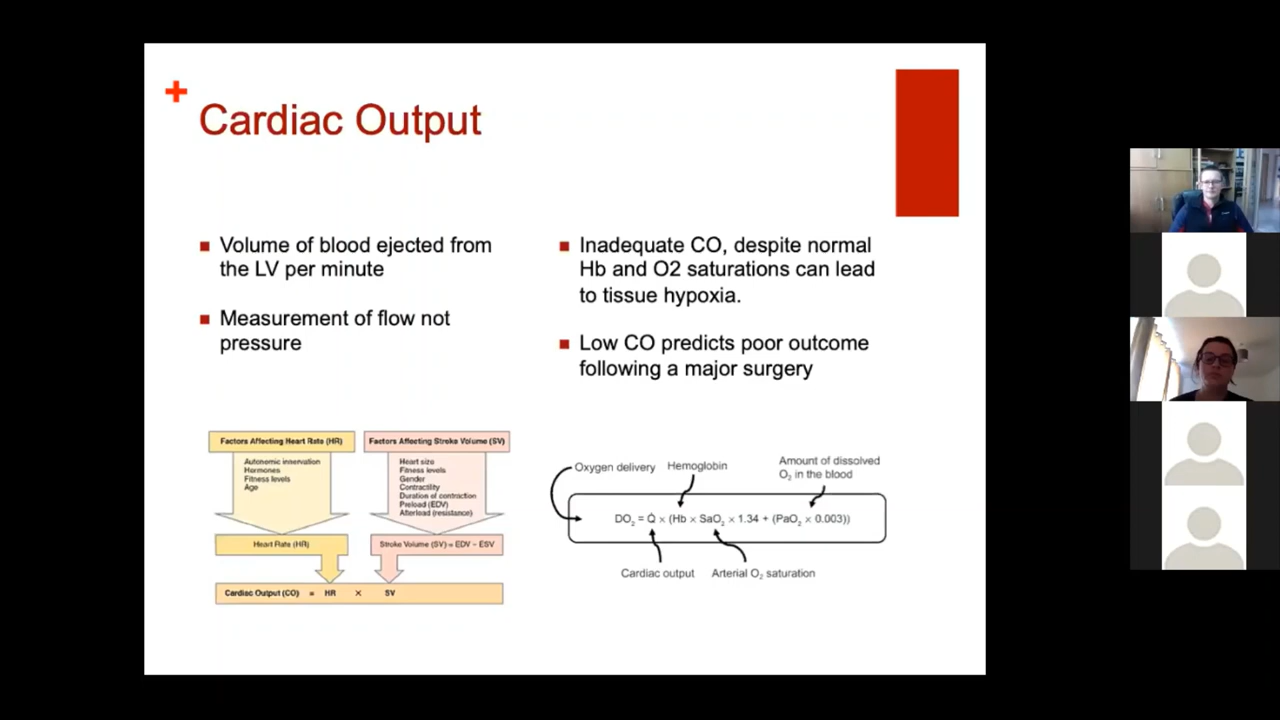 +
Cardiac Output
Volume of blood ejected from
the LV per minute
Measurement of flow not
pressure
Inadequate CO, despite normal
Hb and O2 saturations can lead
to tissue hypoxia.
Low CO predicts poor outcome
following a major surgery
Factors Affecting Heart Rate (HR)
Autonomic innervation
Hormones
Fitness levels
Age
Heart Rate (HR)
Factors Affecting Stroke Volume (SV)
Heart size
Fitness levels
Gender
Contractility
Duration of contraction
Preload (EDV)
Afterload (resistance)
Stroke Volume (SV) = EDV – ESV
Cardiac Output (CO) = HR × SV
Oxygen delivery
Hemoglobin
Amount of dissolved
O₂ in the blood
DO₂ = Q̇ × (Hb × SaO₂ × 1.34 + (PaO₂ × 0.003))
Cardiac output
Arterial O₂ saturation